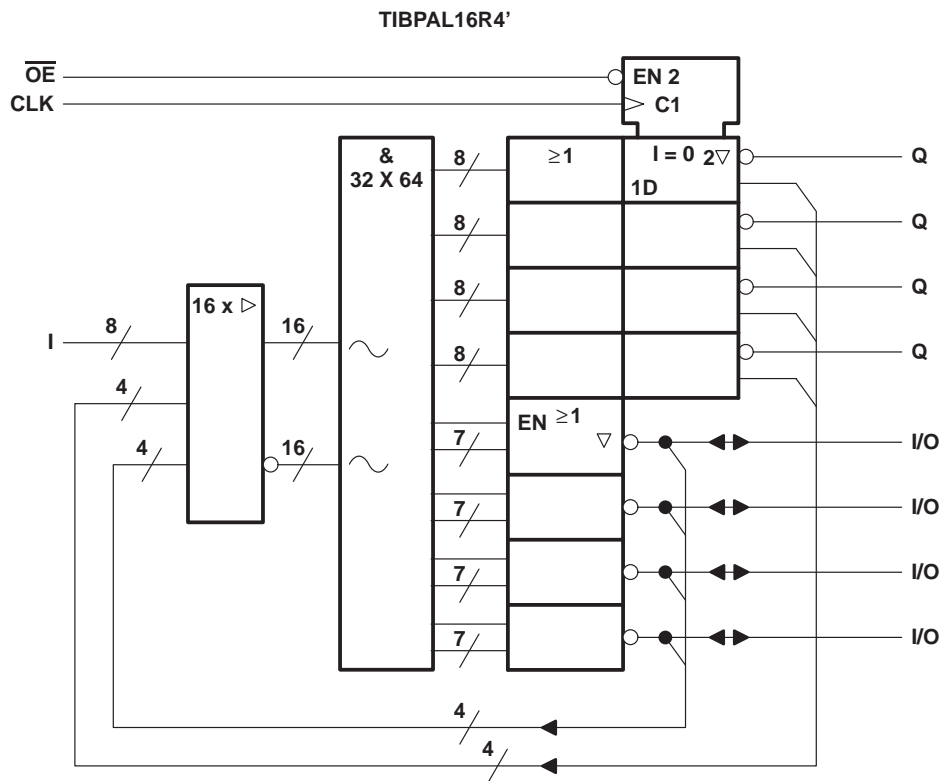 TIBPAL16R4’
O̅E̅
EN 2
CLK
C1
&
32 X 64
8
≥1
I = 0 2▽
Q
1D
8
Q
8
Q
16 x ▷
I
8
16
8
Q
4
EN ≥1
▽
7
I/O
4
16
7
I/O
7
I/O
7
I/O
4
4